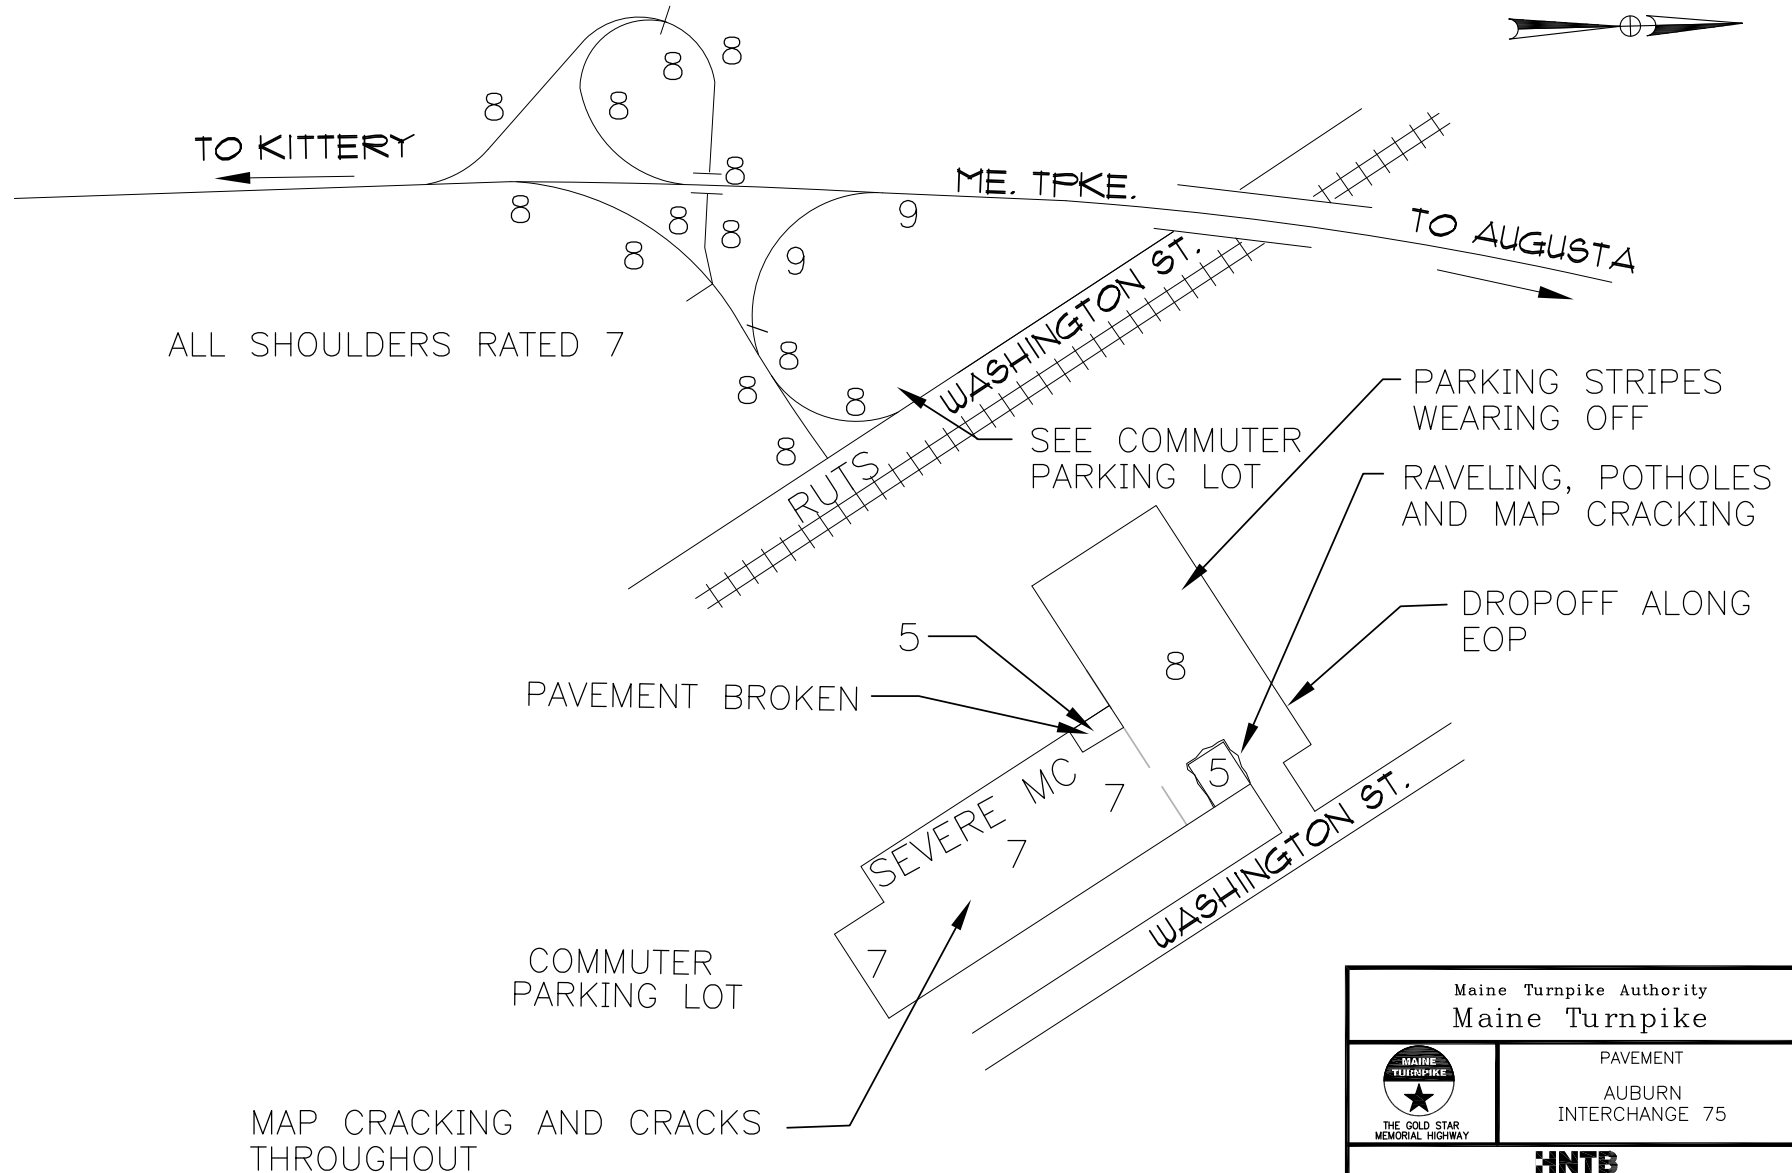 8
8
8
8
TO KITTERY
8
ME. TPKE.
8
8
8
9
TO AUGUSTA
8
9
WASHINGTON ST.
ALL SHOULDERS RATED 7
8
8
8
8
RUTS
SEE COMMUTER
PARKING LOT
PARKING STRIPES
WEARING OFF
RAVELING, POTHOLES
AND MAP CRACKING
DROPOFF ALONG
EOP
5
8
PAVEMENT BROKEN
SEVERE MC
7
5
7
7
WASHINGTON ST.
COMMUTER
PARKING LOT
MAP CRACKING AND CRACKS
THROUGHOUT
Maine Turnpike Authority
Maine Turnpike
MAINE
TURNPIKE
THE GOLD STAR
MEMORIAL HIGHWAY
PAVEMENT
AUBURN
INTERCHANGE 75
HNTB